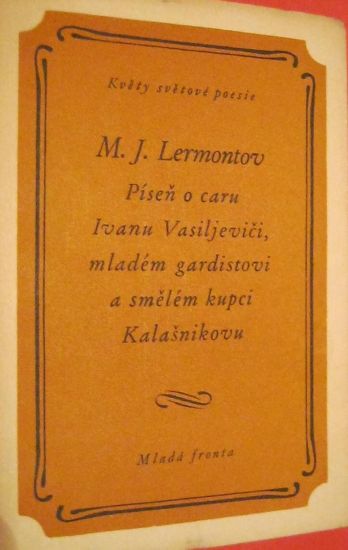 Květy světové poesie
M. J. Lermontov
Píseň o caru
Ivanu Vasiljeviči,
mladém gardistovi
a smělém kupci
Kalašnikovu
Mladá fronta